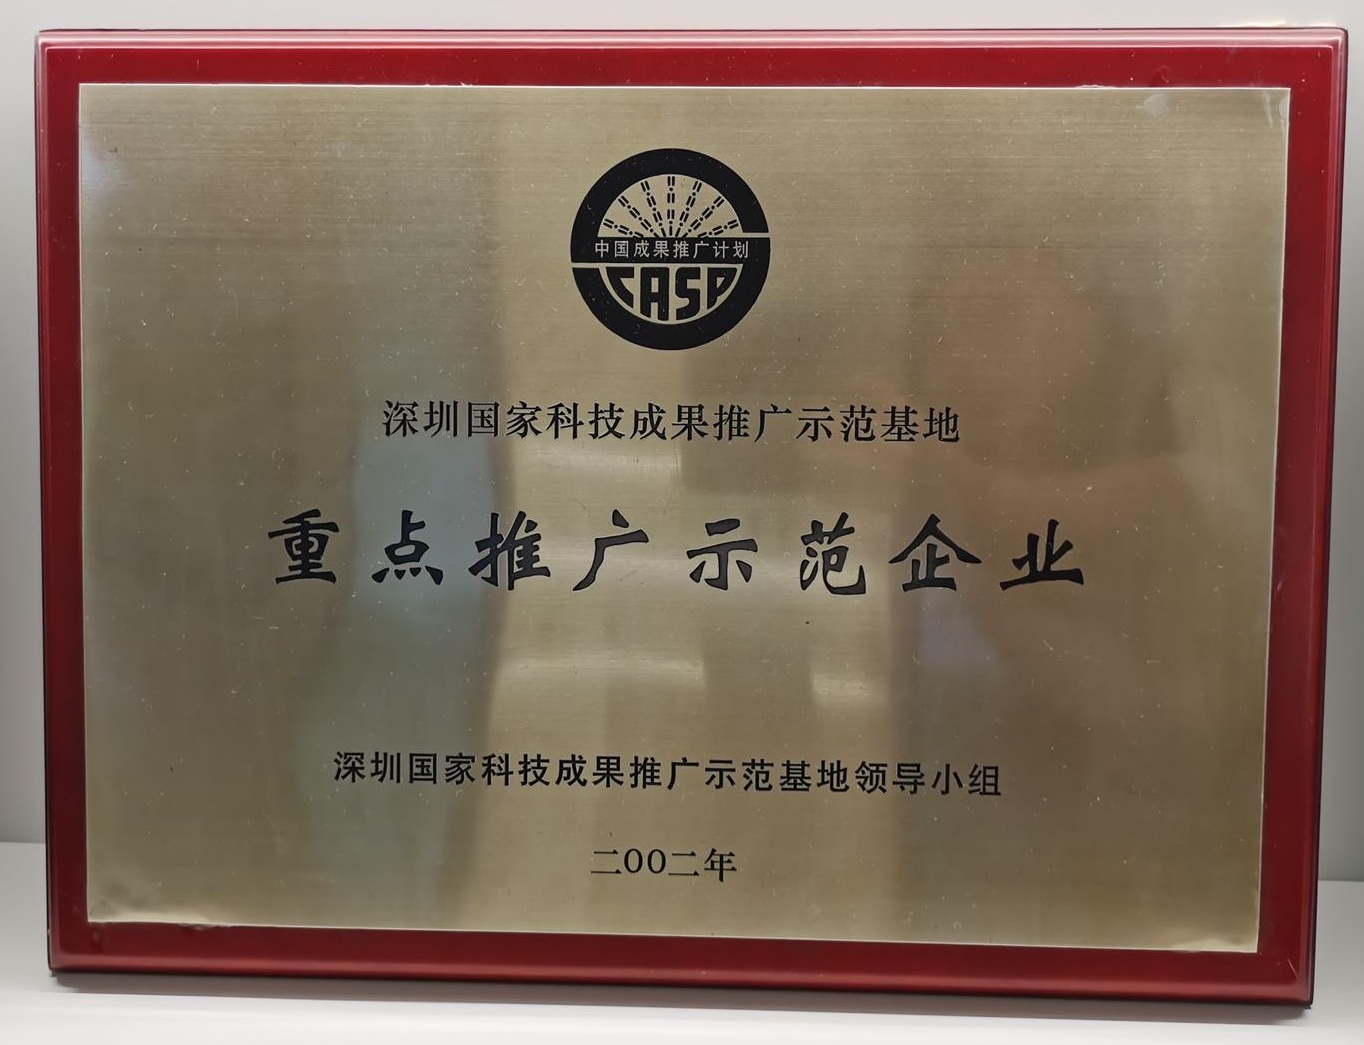 中国成果推广计划
CASP
深圳国家科技成果推广示范基地
重点推广示范企业
深圳国家科技成果推广示范基地领导小组
二OO二年